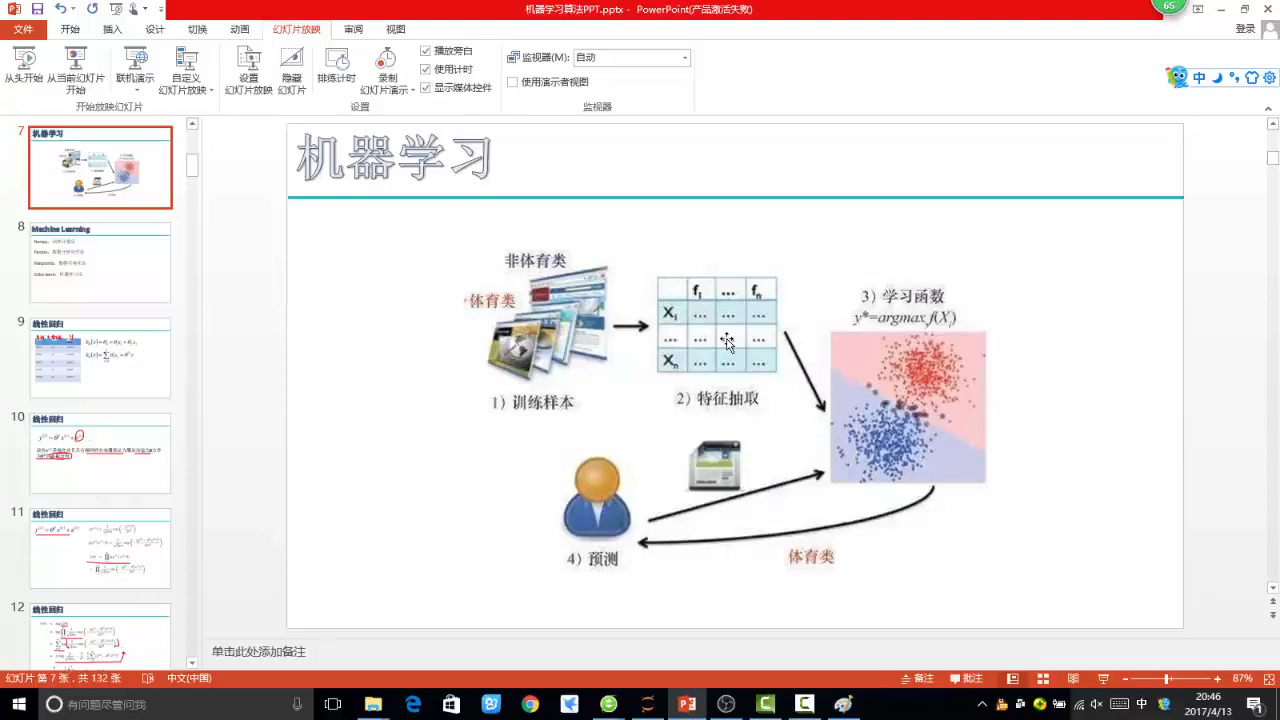 机器学习算法PPT.pptx - PowerPoint(产品激活失败)
65
文件 开始 插入 设计 切换 动画 幻灯片放映 审阅 视图
登录
从头开始 从当前幻灯片开始 联机演示 自定义幻灯片放映
设置幻灯片放映 隐藏幻灯片 排练计时 录制幻灯片演示
播放旁白
使用计时
显示媒体控件
监视器(M): 自动
使用演示者视图
开始放映幻灯片 设置 监视器
中
7
机器学习
8
Machine Learning
9
线性回归
10
线性回归
11
线性回归
12
线性回归
机器学习
非体育类
体育类
f1 ... fn
X1 ... ... ...
... ... ...
Xn ... ... ...
1) 训练样本
2) 特征抽取
3) 学习函数
y*=argmax f(X)
4) 预测
体育类
单击此处添加备注
幻灯片 第 7 张，共 132 张 中文(中国)
备注 批注 87%
有问题尽管问我
中
20:46
2017/4/13